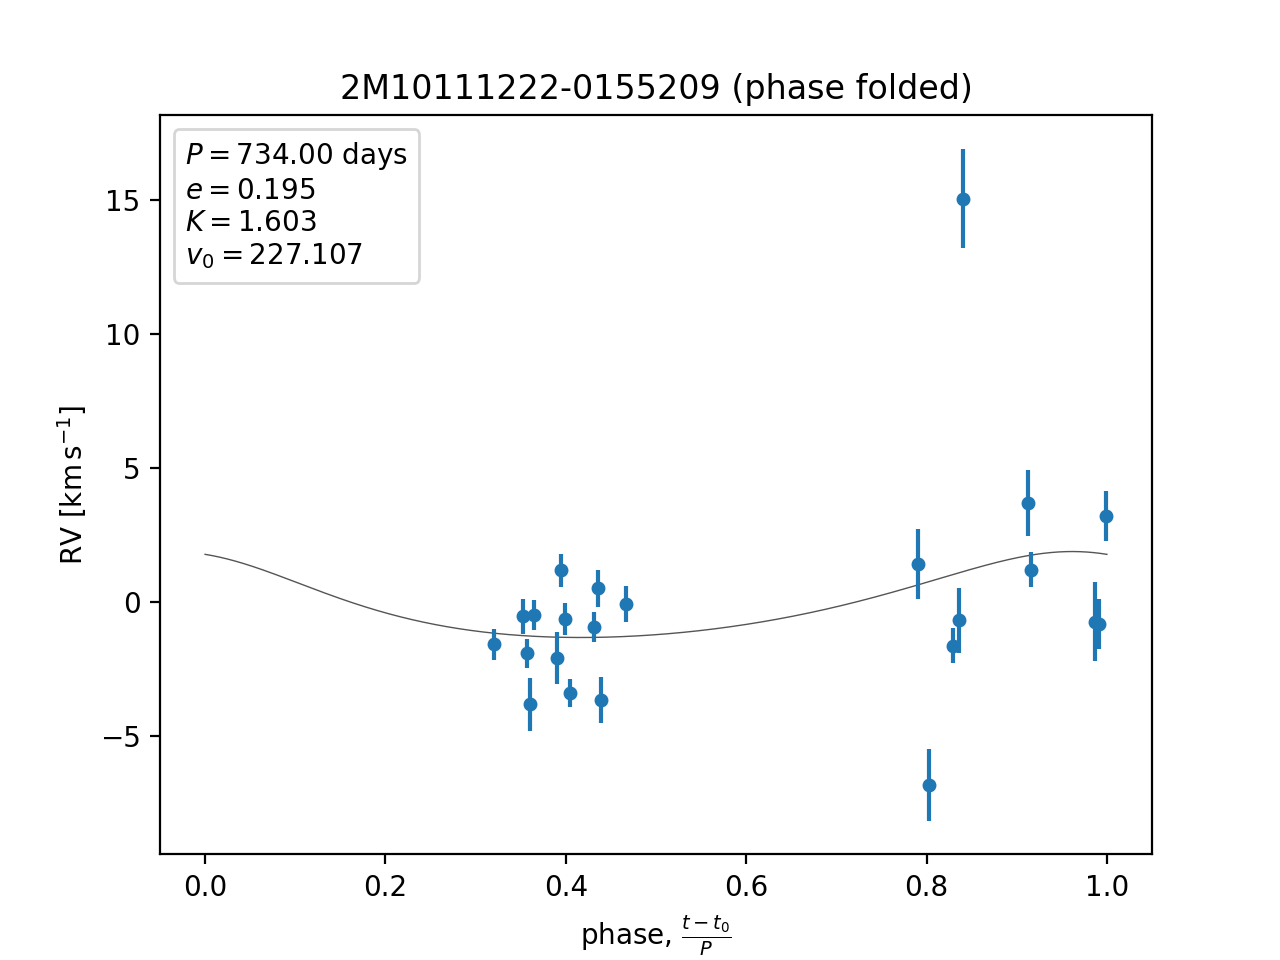 2M10111222-0155209 (phase folded)
P = 734.00 days
e = 0.195
K = 1.603
v₀ = 227.107
15
10
5
0
−5
RV [km s⁻¹]
0.0 0.2 0.4 0.6 0.8 1.0
phase, (t − t₀)/P